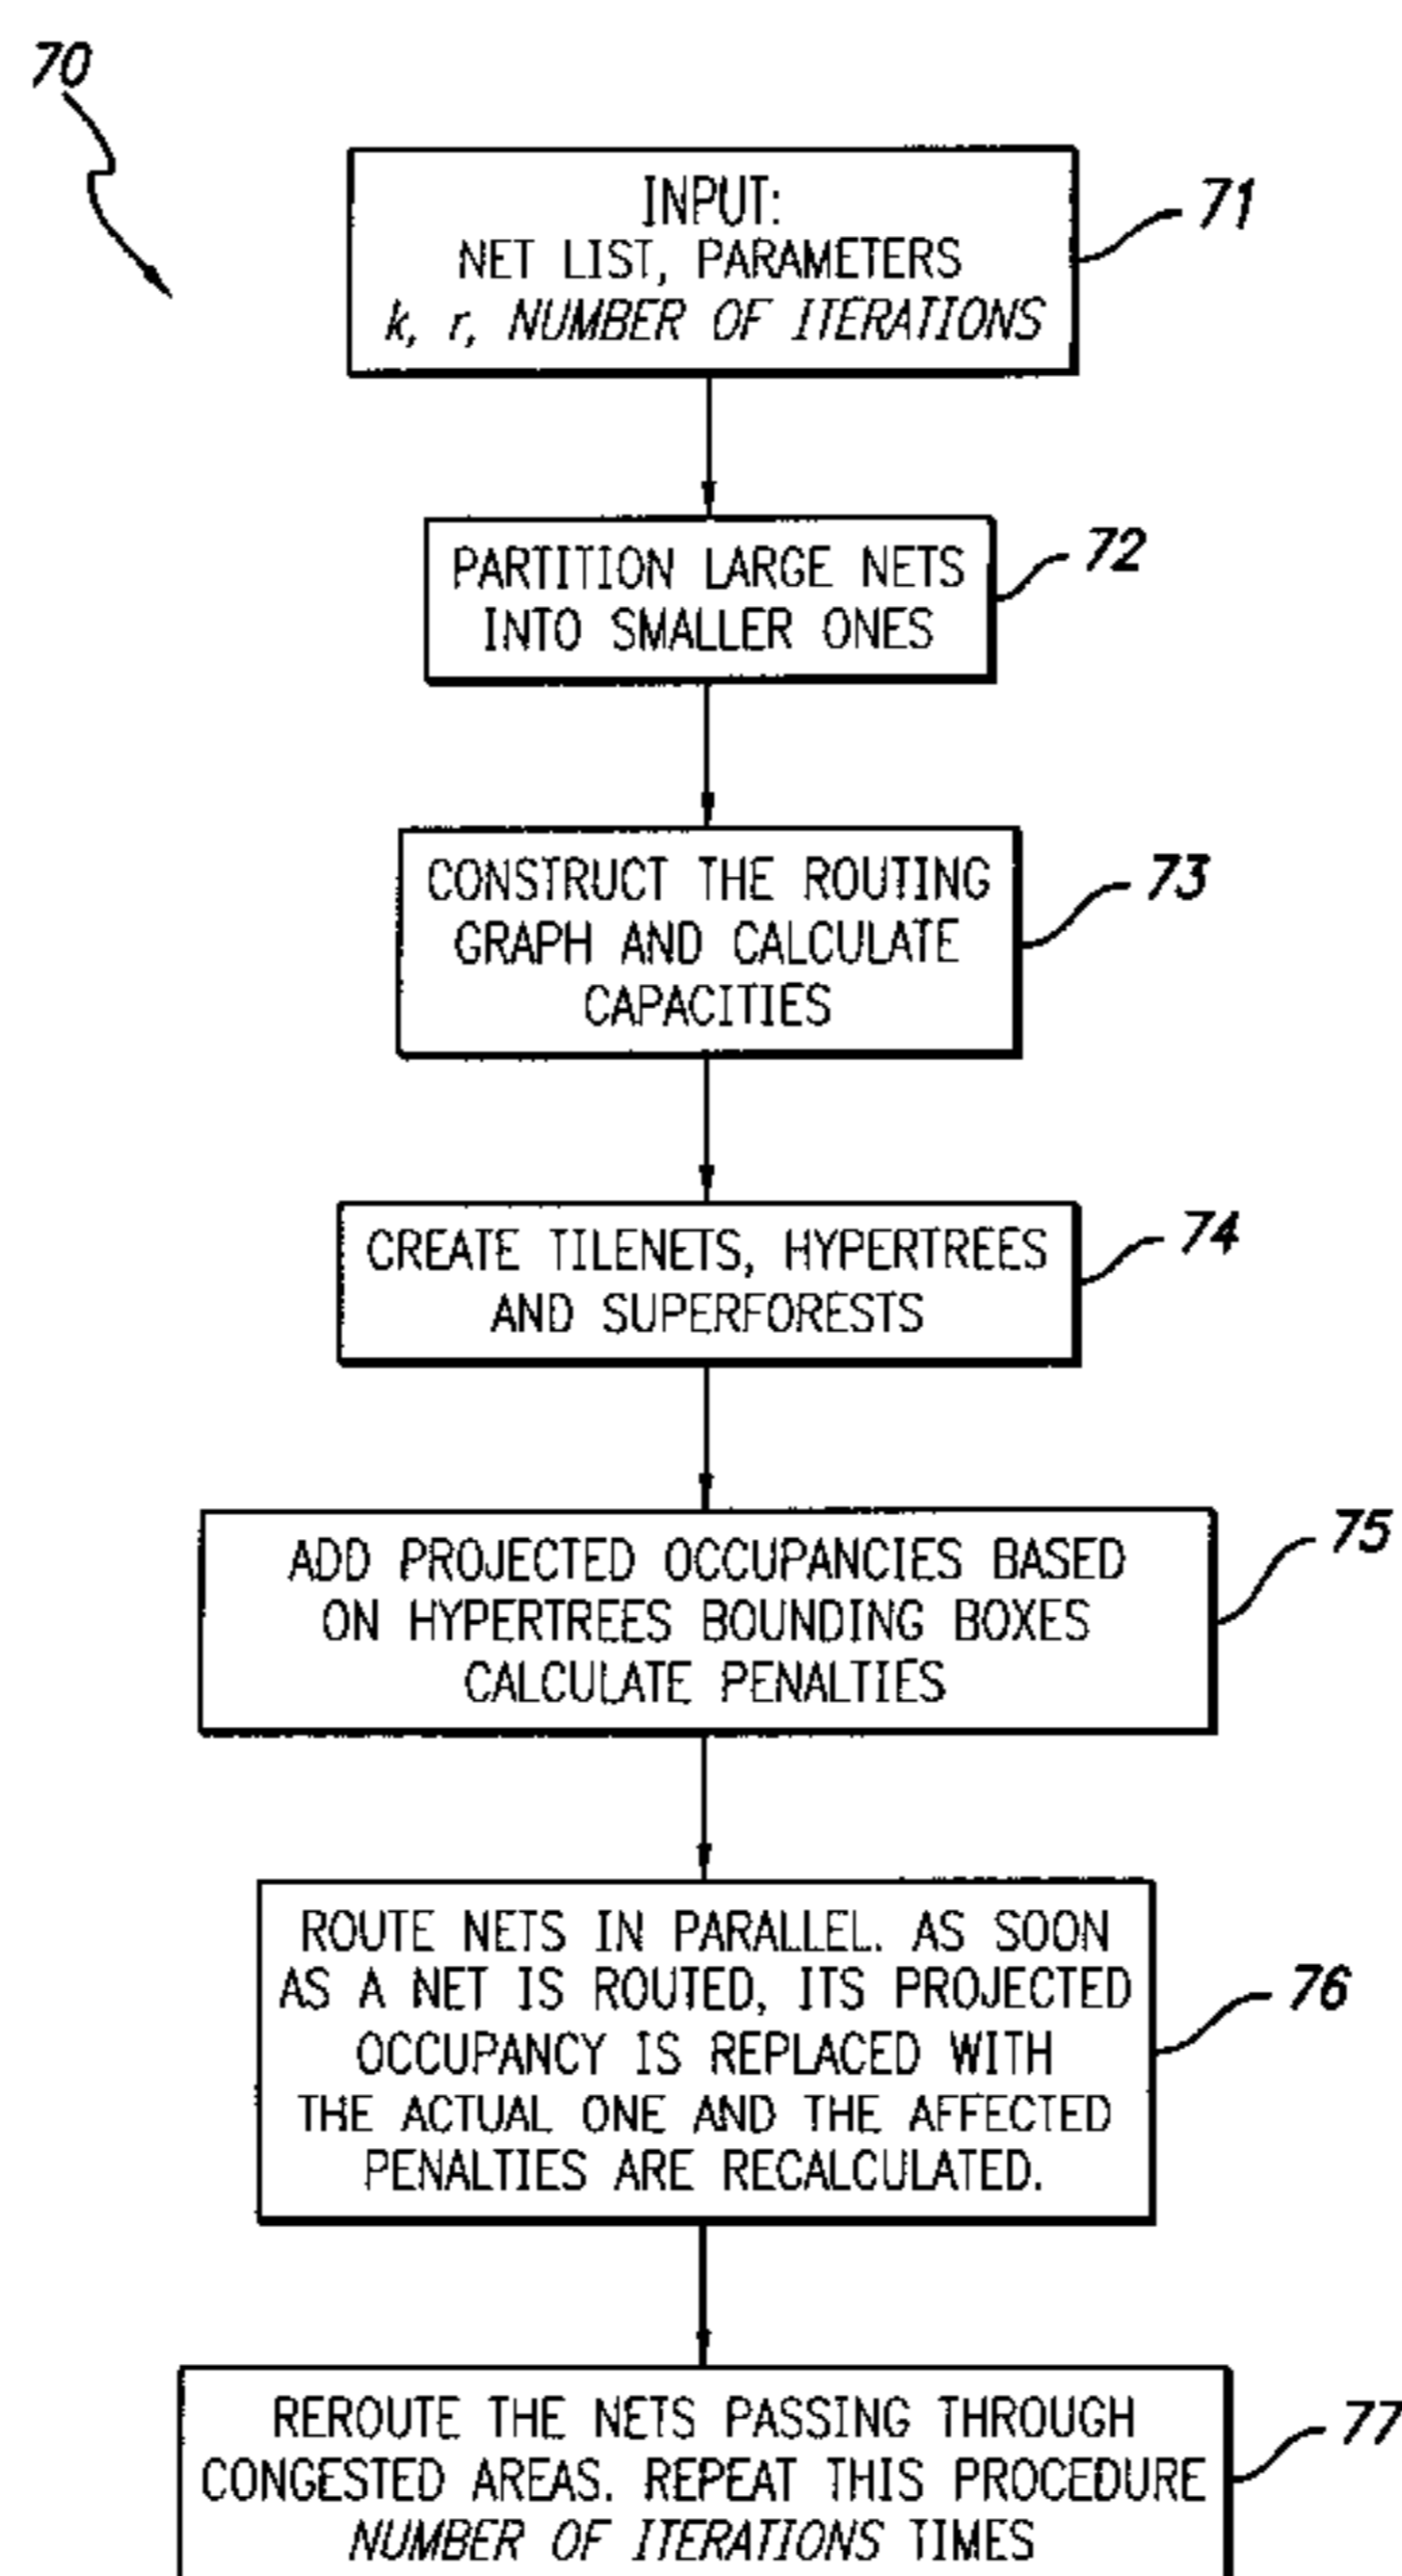 70
INPUT:
NET LIST, PARAMETERS
k, r, NUMBER OF ITERATIONS
71
PARTITION LARGE NETS
INTO SMALLER ONES
72
CONSTRUCT THE ROUTING
GRAPH AND CALCULATE
CAPACITIES
73
CREATE TILENETS, HYPERTREES
AND SUPERFORESTS
74
ADD PROJECTED OCCUPANCIES BASED
ON HYPERTREES BOUNDING BOXES
CALCULATE PENALTIES
75
ROUTE NETS IN PARALLEL. AS SOON
AS A NET IS ROUTED, ITS PROJECTED
OCCUPANCY IS REPLACED WITH
THE ACTUAL ONE AND THE AFFECTED
PENALTIES ARE RECALCULATED.
76
REROUTE THE NETS PASSING THROUGH
CONGESTED AREAS. REPEAT THIS PROCEDURE
NUMBER OF ITERATIONS TIMES
77